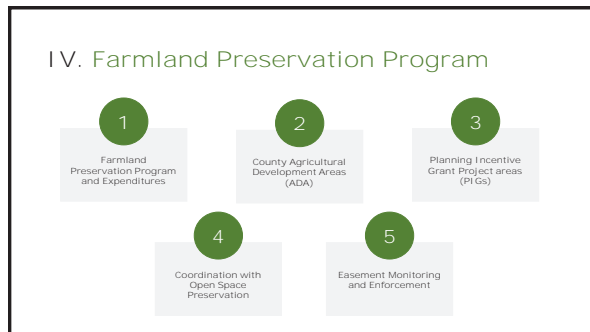 IV. Farmland Preservation Program
1
Farmland
Preservation Program
and Expenditures
2
County Agricultural
Development Areas
(ADA)
3
Planning Incentive
Grant Project areas
(PIGs)
4
Coordination with
Open Space
Preservation
5
Easement Monitoring
and Enforcement